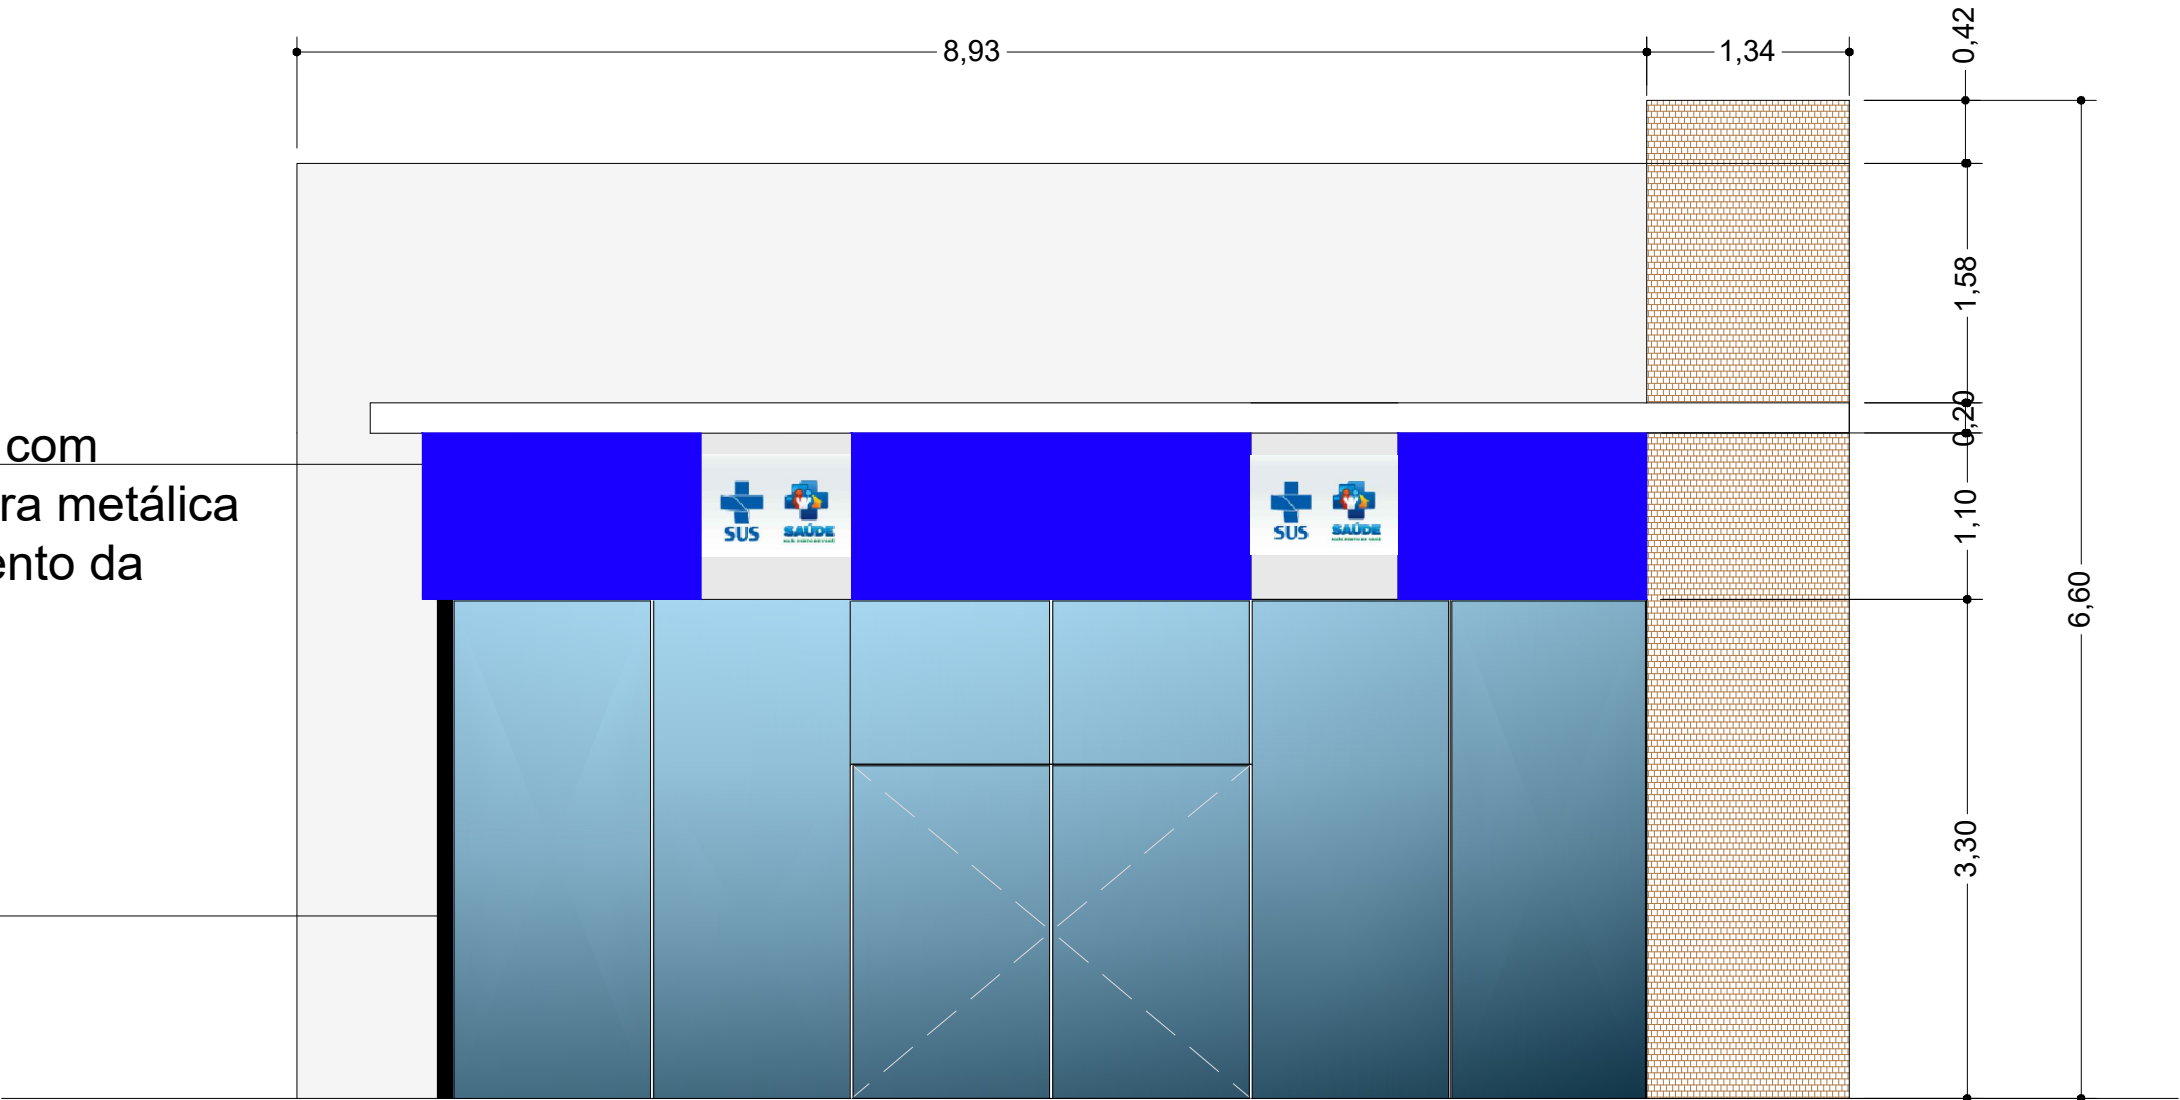 0,42
8,93
1,34
1,58
0,20
com
ra metálica
ento da
SUS
SAÚDE
SUS
SAÚDE
1,10
6,60
3,30